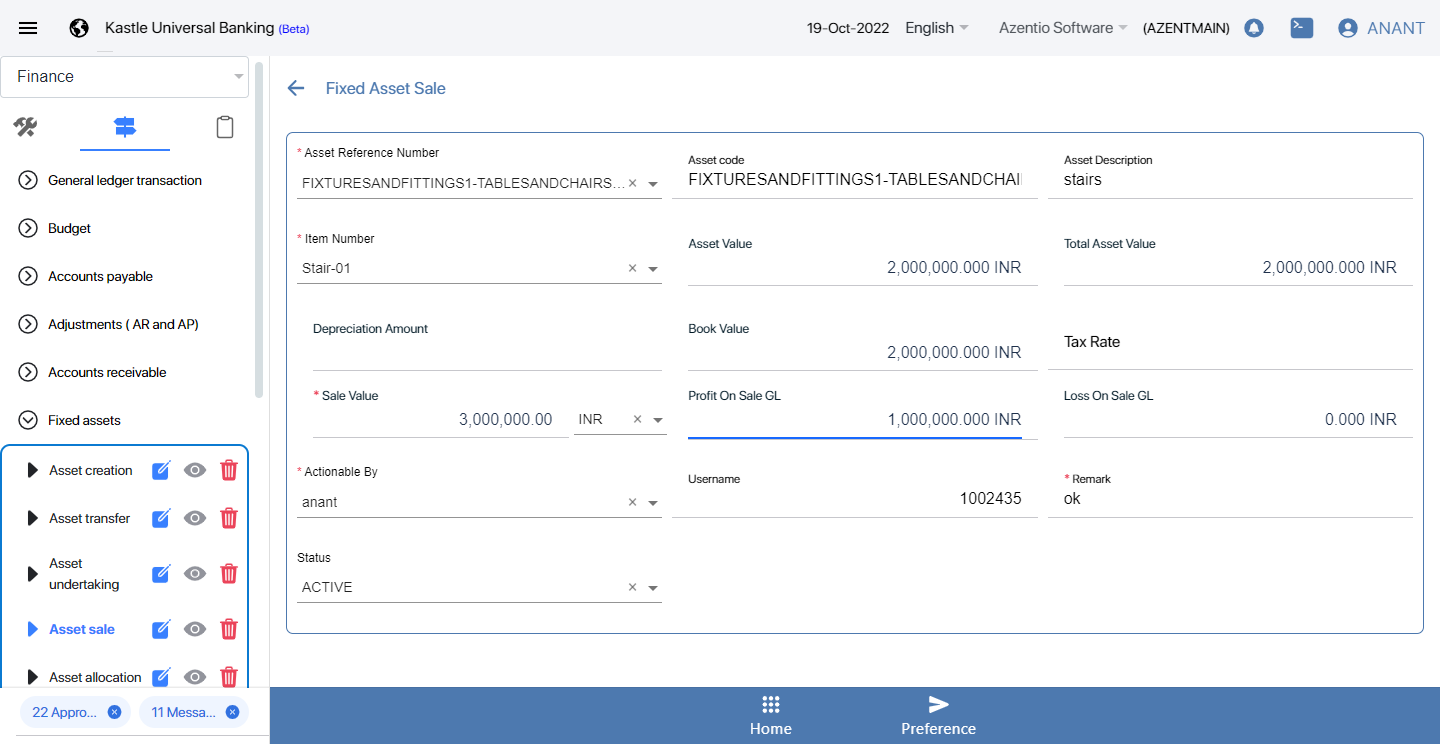 Kastle Universal Banking (Beta)
19-Oct-2022
English
Azentio Software
(AZENTMAIN)
ANANT
Finance
General ledger transaction
Budget
Accounts payable
Adjustments ( AR and AP)
Accounts receivable
Fixed assets
Asset creation
Asset transfer
Asset
undertaking
Asset sale
Asset allocation
22 Appro...
11 Messa...
Fixed Asset Sale
* Asset Reference Number
FIXTURESANDFITTINGS1-TABLESANDCHAIRS...
Asset code
FIXTURESANDFITTINGS1-TABLESANDCHAI
Asset Description
stairs
* Item Number
Stair-01
Asset Value
2,000,000.000 INR
Total Asset Value
2,000,000.000 INR
Depreciation Amount
Book Value
2,000,000.000 INR
Tax Rate
* Sale Value
3,000,000.00
INR
Profit On Sale GL
1,000,000.000 INR
Loss On Sale GL
0.000 INR
* Actionable By
anant
Username
1002435
* Remark
ok
Status
ACTIVE
Home
Preference